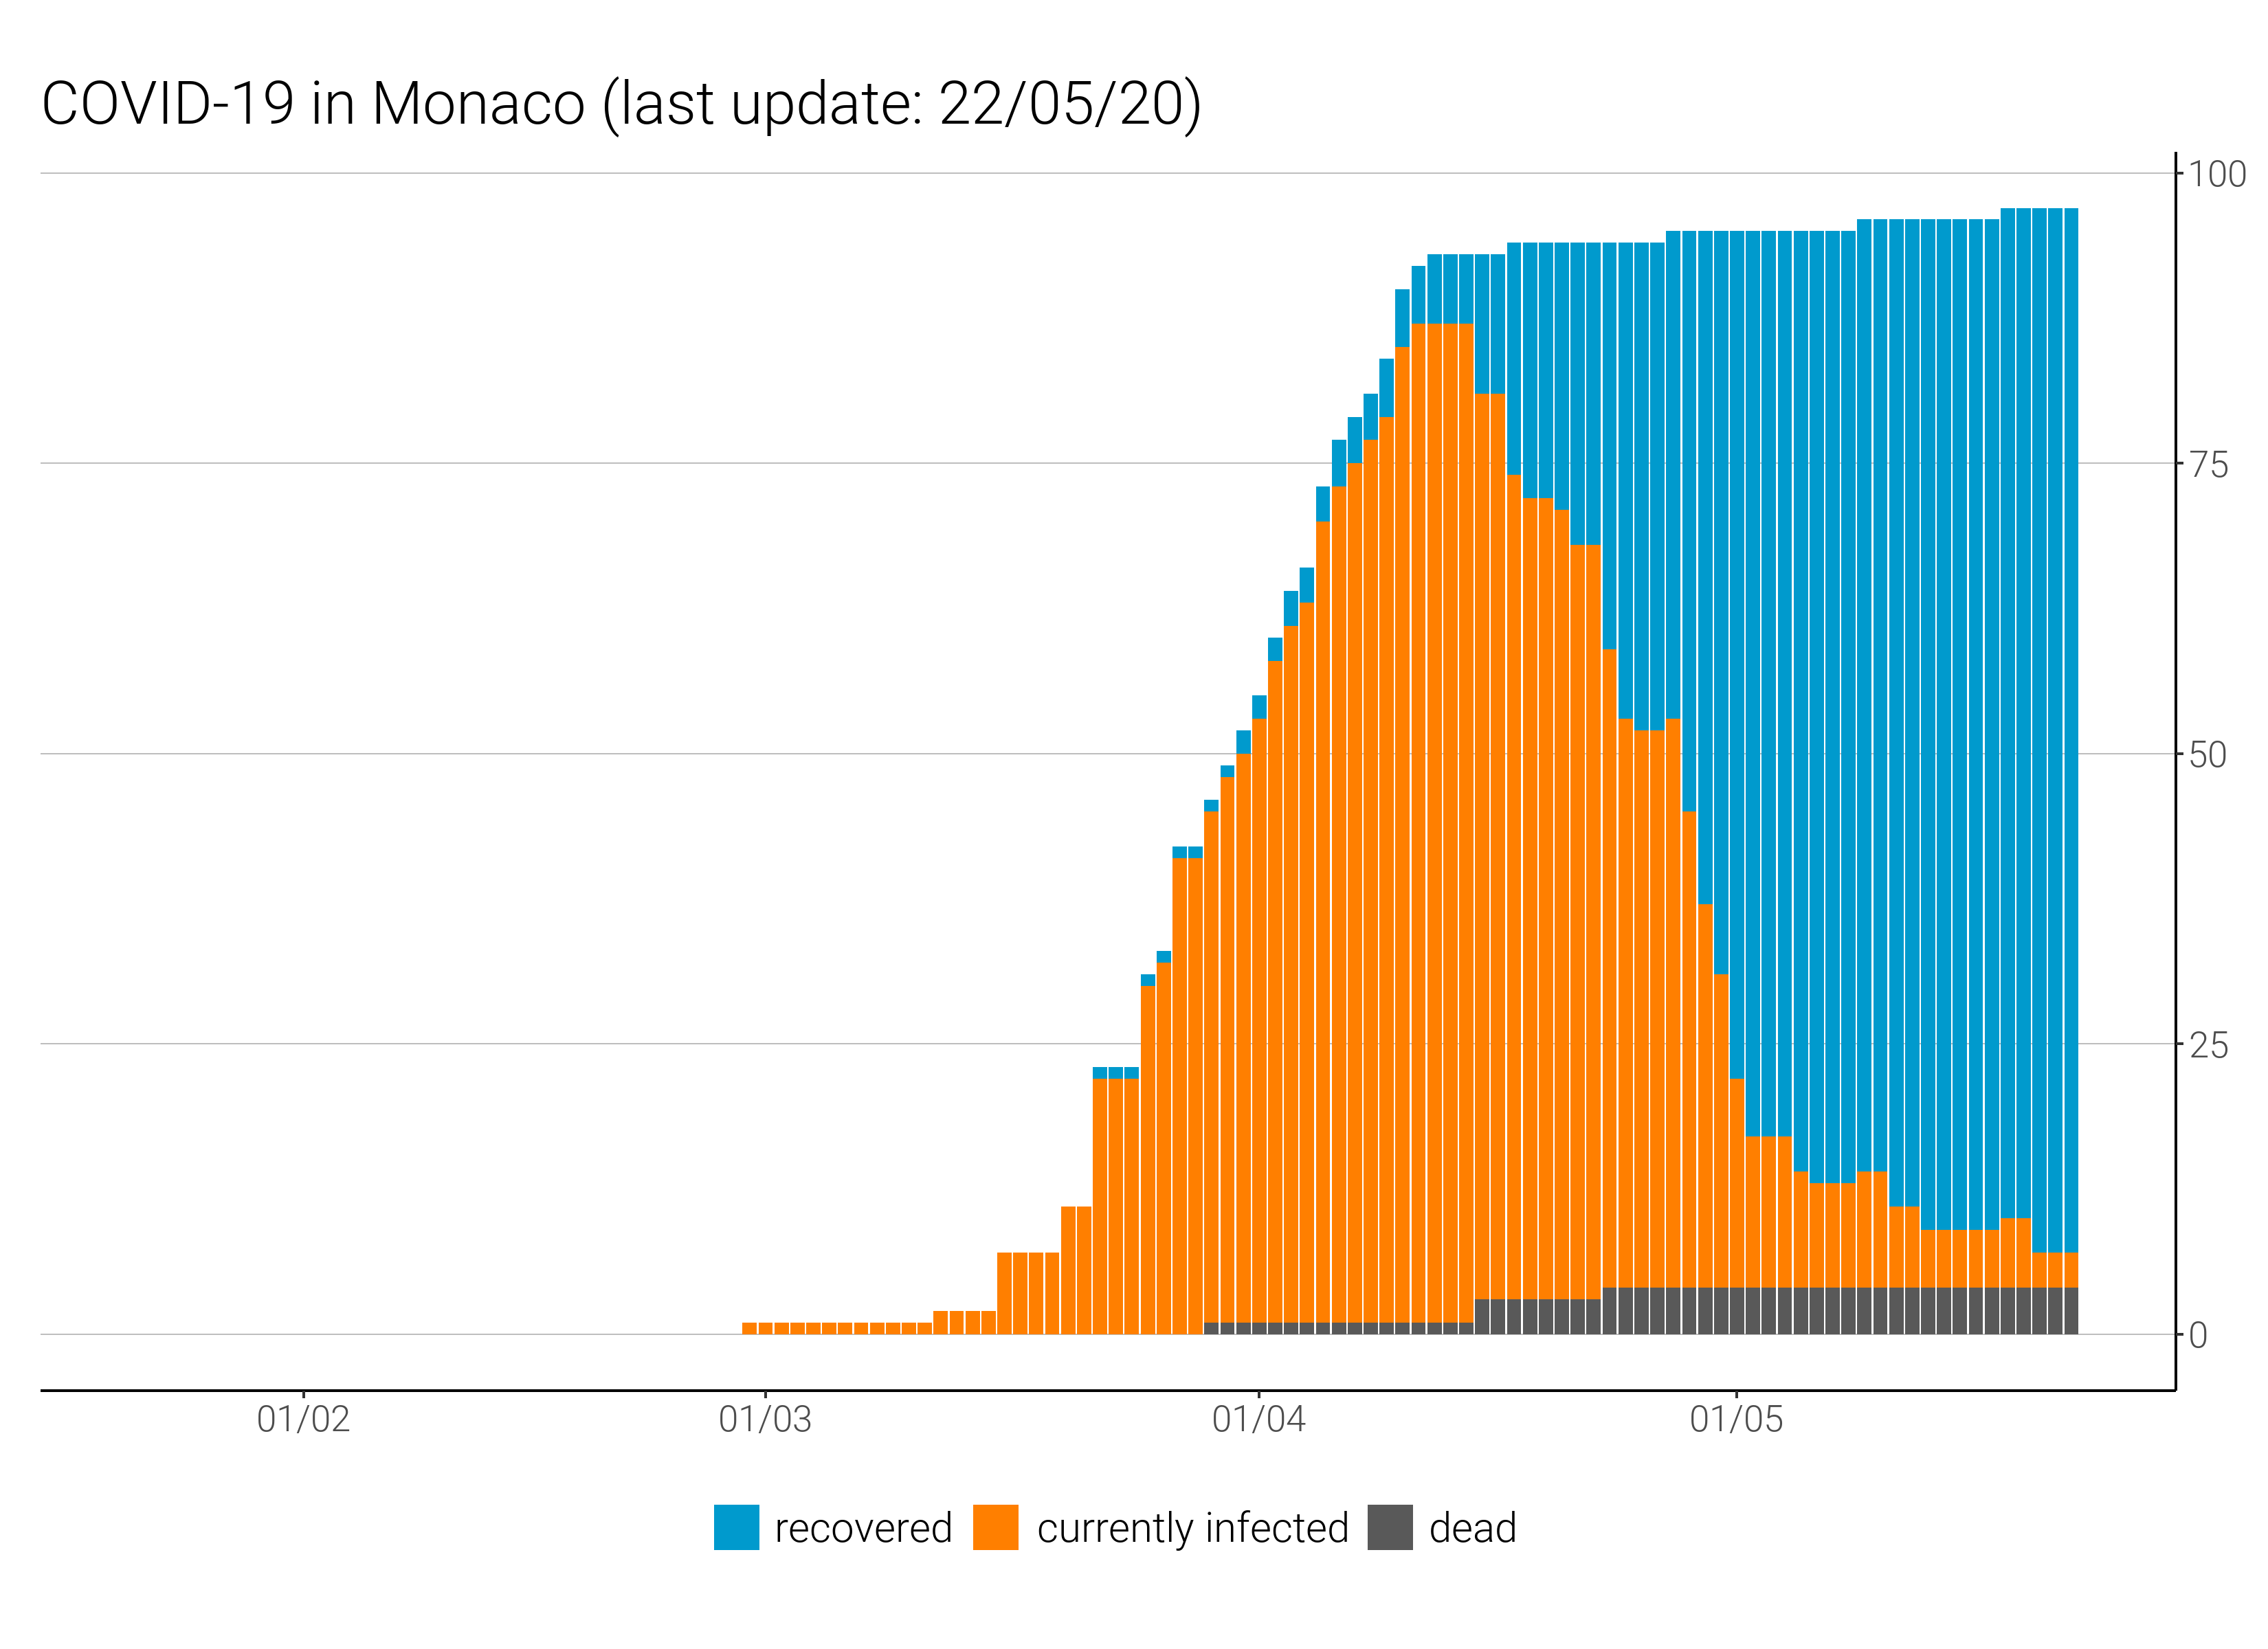 COVID-19 in Monaco (last update: 22/05/20)
100
75
50
25
0
01/02 01/03 01/04 01/05
recovered currently infected dead